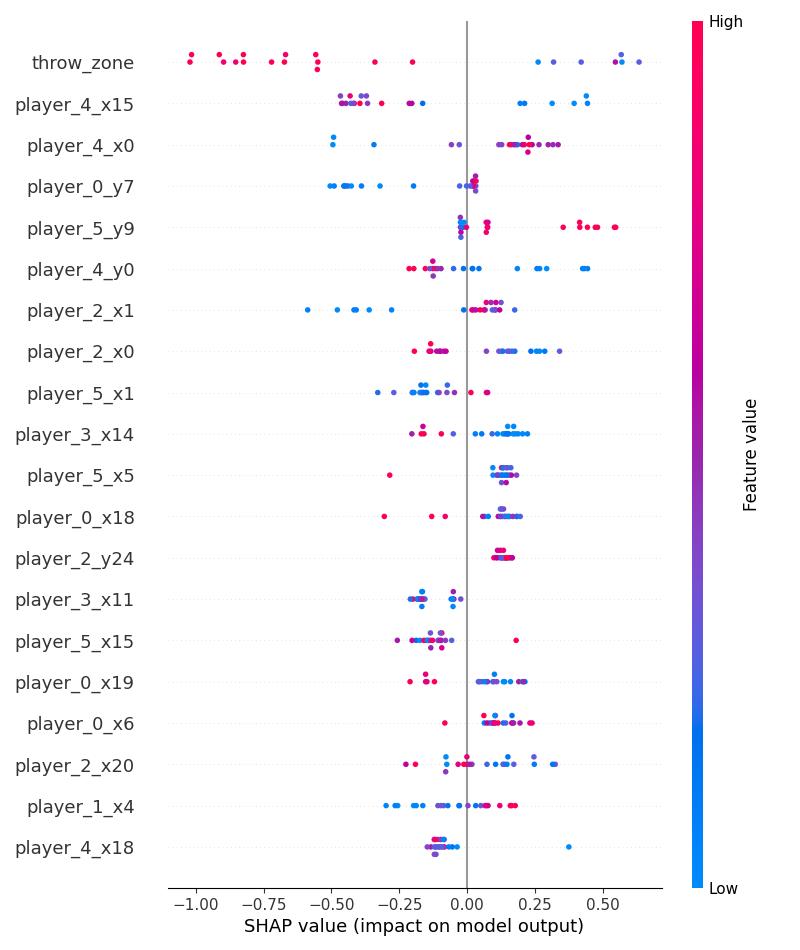 High
throw_zone
player_4_x15
player_4_x0
player_0_y7
player_5_y9
player_4_y0
player_2_x1
player_2_x0
player_5_x1
player_3_x14
player_5_x5
player_0_x18
player_2_y24
player_3_x11
player_5_x15
player_0_x19
player_0_x6
player_2_x20
player_1_x4
player_4_x18
Feature value
Low
−1.00 −0.75 −0.50 −0.25 0.00 0.25 0.50
SHAP value (impact on model output)